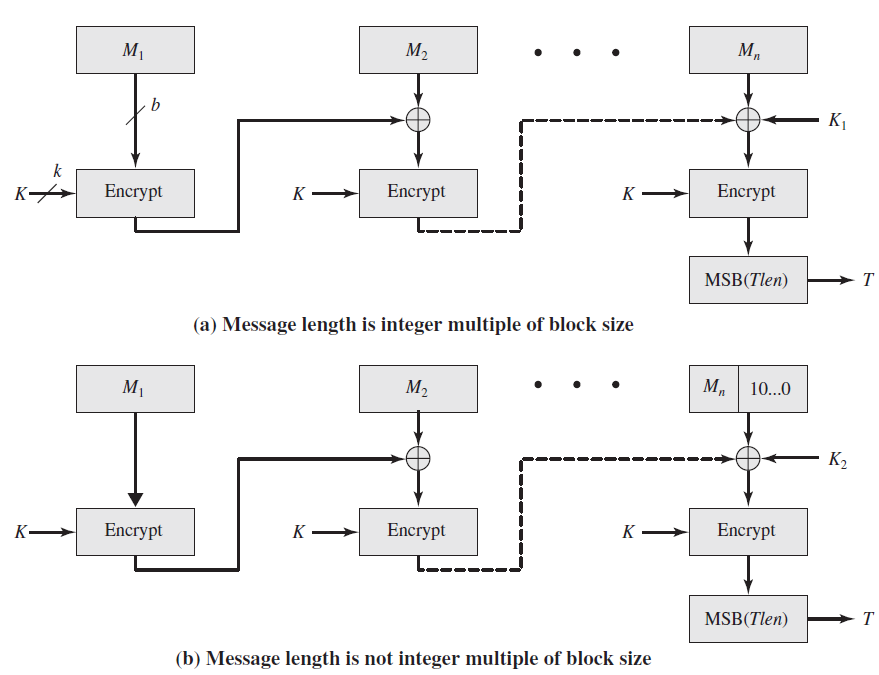 M₁ M₂ • • • Mₙ
b
K₁
k
K Encrypt K Encrypt K Encrypt
MSB(Tlen) T
(a) Message length is integer multiple of block size
M₁ M₂ • • • Mₙ 10...0
K₂
K Encrypt K Encrypt K Encrypt
MSB(Tlen) T
(b) Message length is not integer multiple of block size